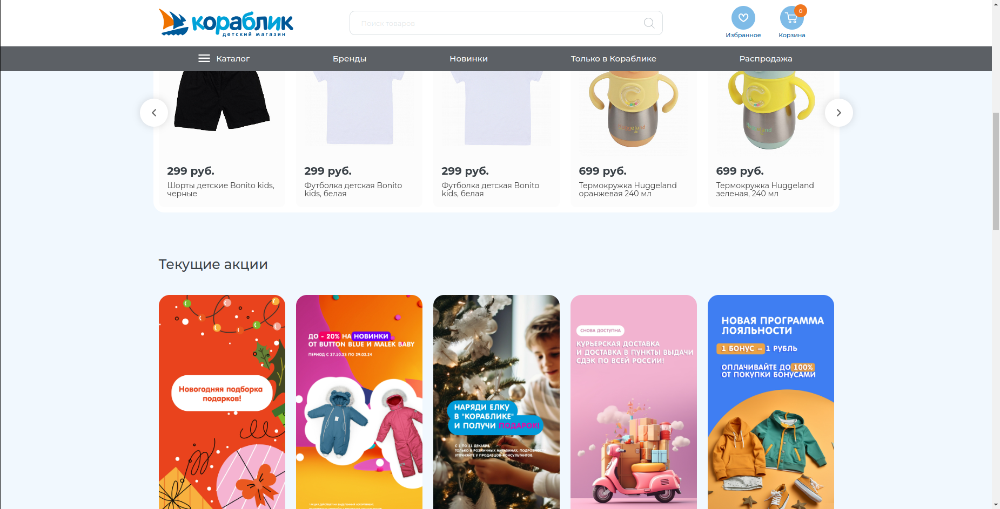 кораблик
детский магазин
Поиск товаров
0
Избранное
Корзина
Каталог
Бренды
Новинки
Только в Кораблике
Распродажа
Huggeland
Huggeland
299 руб.
Шорты детские Bonito kids,
черные
299 руб.
Футболка детская Bonito
kids, белая
299 руб.
Футболка детская Bonito
kids, белая
699 руб.
Термокружка Huggeland
оранжевая 240 мл
699 руб.
Термокружка Huggeland
зеленая, 240 мл
Текущие акции
Новогодняя подборка
подарков!
ДО - 20% НА НОВИНКИ
ОТ BUTTON BLUE И MALEK BABY
ПЕРИОД С 27.10.23 ПО 29.02.24
НАРЯДИ ЕЛКУ
В "КОРАБЛИКЕ"
И ПОЛУЧИ ПОДАРОК!
С 1 ПО 31 ДЕКАБРЯ,
ТОЛЬКО В РОЗНИЧНЫХ МАГАЗИНАХ. ПОДРОБНОСТИ
УТОЧНЯЙТЕ У ПРОДАВЦОВ-КОНСУЛЬТАНТОВ.
СНОВА ДОСТУПНА
КУРЬЕРСКАЯ ДОСТАВКА
И ДОСТАВКА В ПУНКТЫ ВЫДАЧИ
СДЭК ПО ВСЕЙ РОССИИ!
НОВАЯ ПРОГРАММА
ЛОЯЛЬНОСТИ
1 БОНУС = 1 РУБЛЬ
ОПЛАЧИВАЙТЕ ДО 100%
ОТ ПОКУПКИ БОНУСАМИ